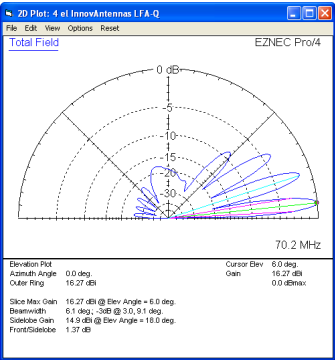 2D Plot: 4 el InnovAntennas LFA-Q
File Edit View Options Reset
Total Field
EZNEC Pro/4
0 dB
-5
-10
-15
-20
-30
70.2 MHz
Elevation Plot
Cursor Elev 6.0 deg.
Azimuth Angle 0.0 deg.
Gain 16.27 dBi
Outer Ring 16.27 dBi
0.0 dBmax
Slice Max Gain 16.27 dBi @ Elev Angle = 6.0 deg.
Beamwidth 6.1 deg.; -3dB @ 3.0, 9.1 deg.
Sidelobe Gain 14.9 dBi @ Elev Angle = 18.0 deg.
Front/Sidelobe 1.37 dB